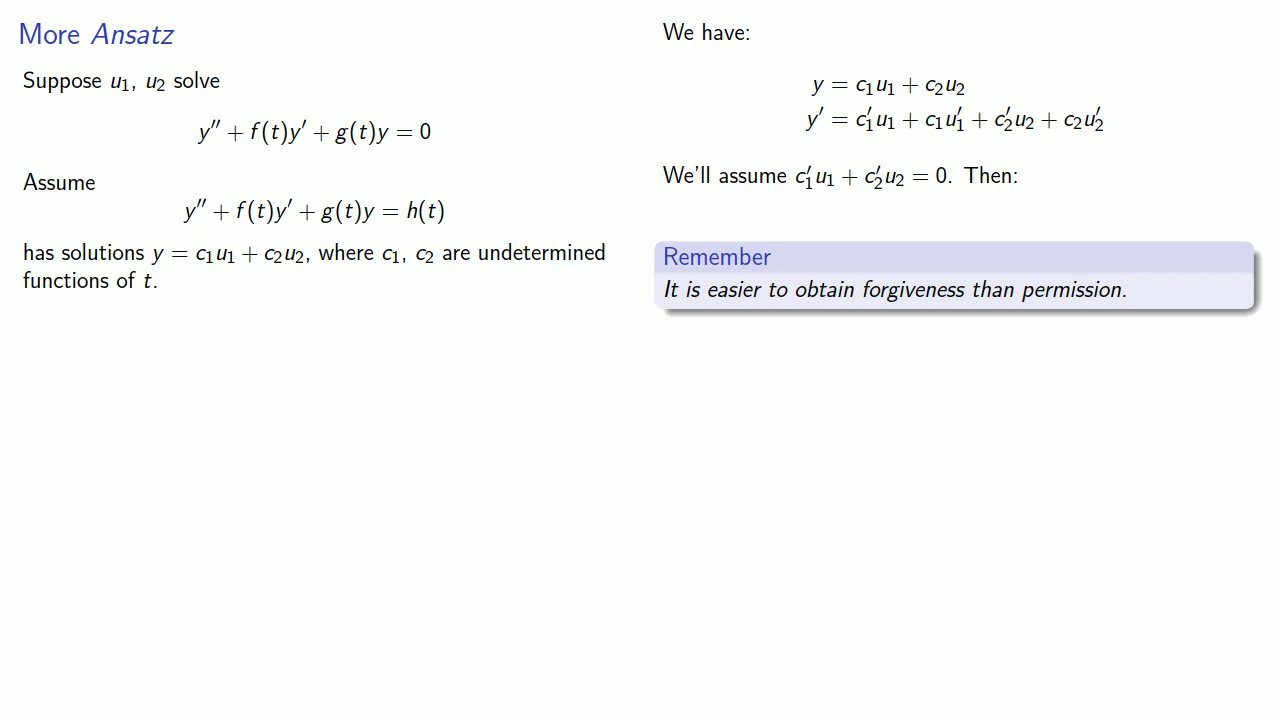 More Ansatz
Suppose u₁, u₂ solve
y″ + f(t)y′ + g(t)y = 0
Assume
y″ + f(t)y′ + g(t)y = h(t)
has solutions y = c₁u₁ + c₂u₂, where c₁, c₂ are undetermined
functions of t.
We have:
y = c₁u₁ + c₂u₂
y′ = c₁′u₁ + c₁u₁′ + c₂′u₂ + c₂u₂′
We'll assume c₁′u₁ + c₂′u₂ = 0. Then:
Remember
It is easier to obtain forgiveness than permission.